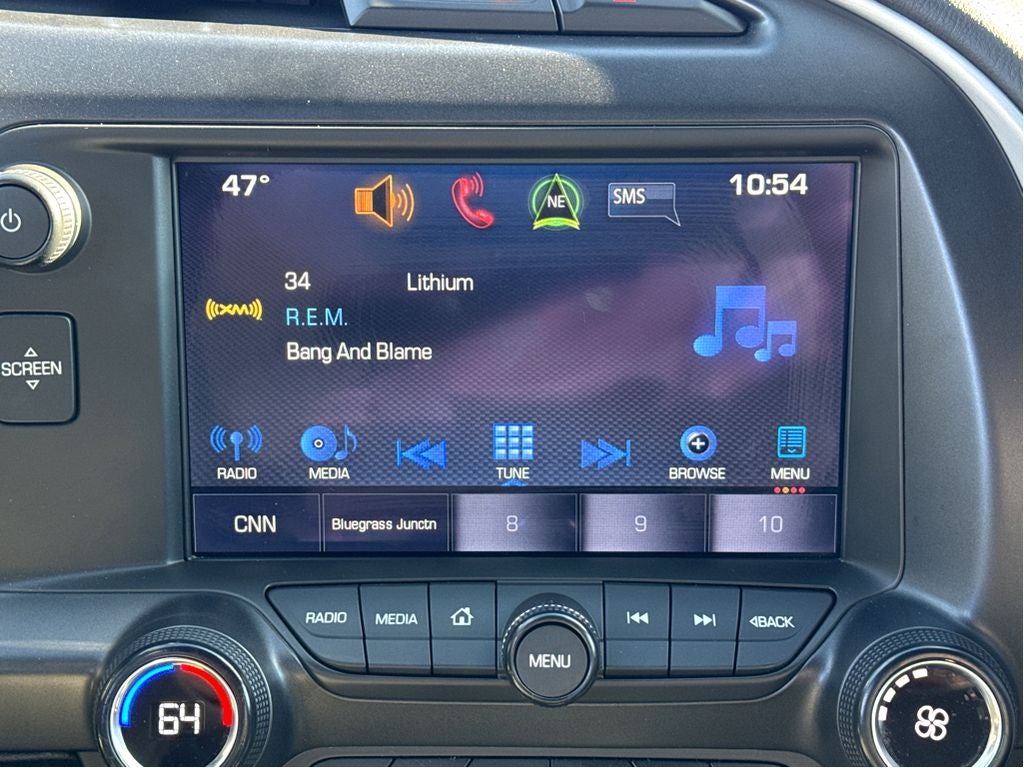 47° NE SMS 10:54
34 Lithium
XM
R.E.M.
Bang And Blame
SCREEN
RADIO MEDIA TUNE BROWSE MENU
CNN Bluegrass Junctn 8 9 10
RADIO MEDIA BACK
MENU
64